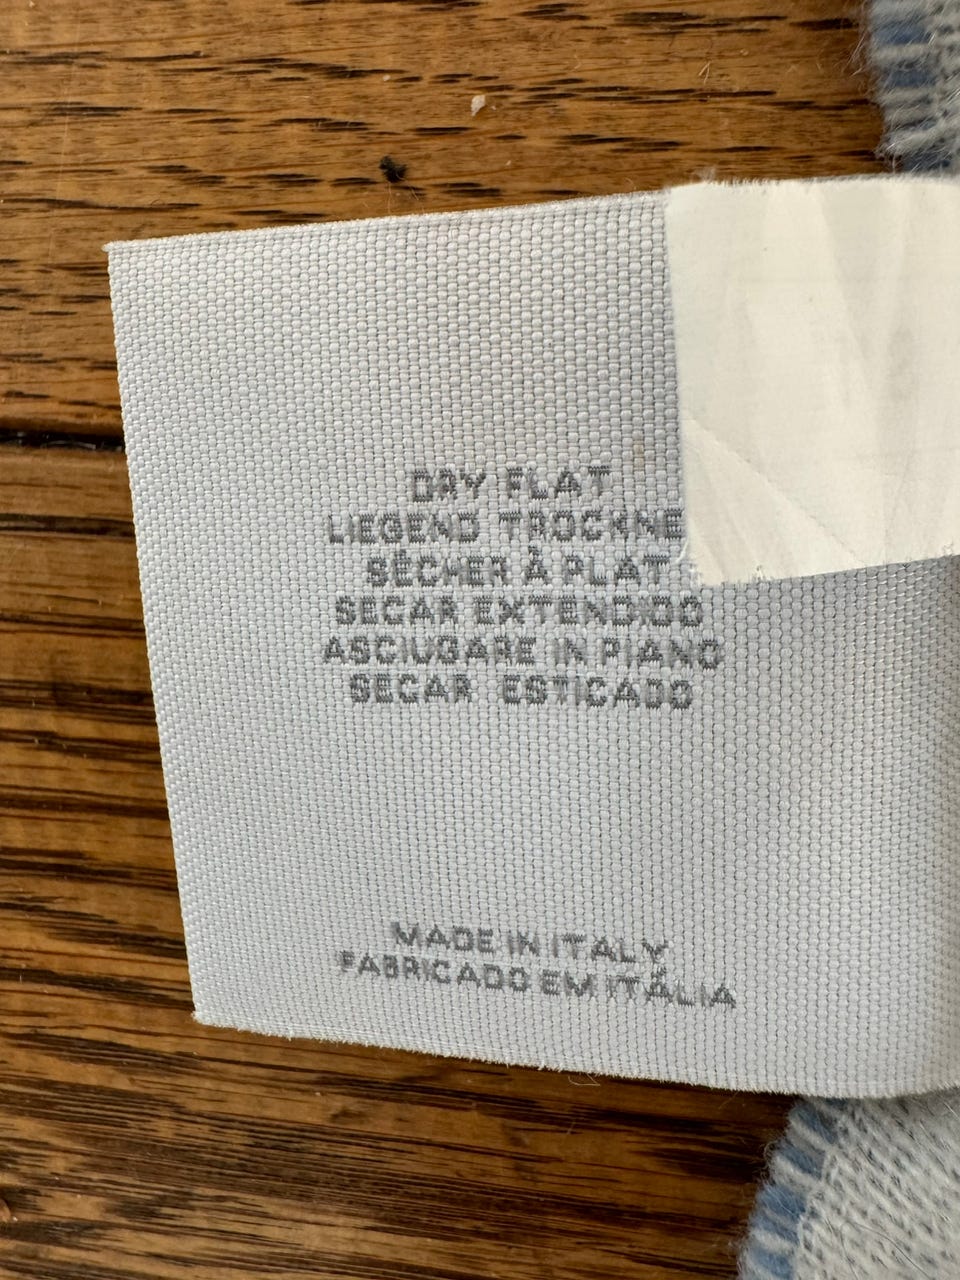 DRY FLAT
LIEGEND TROCKNE
SÉCHER À PLAT
SECAR EXTENDIDO
ASCIUGARE IN PIANO
SECAR ESTICADO
MADE IN ITALY
FABRICADO EM ITÁLIA